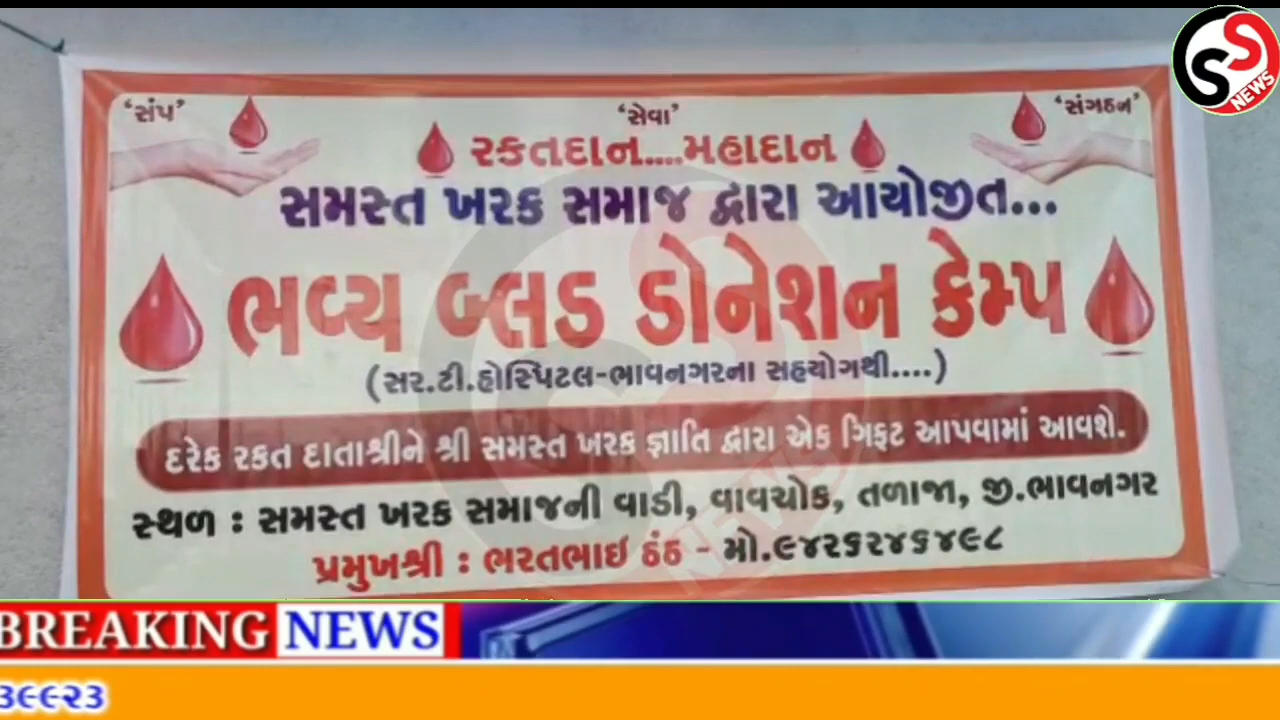 ‘સંપ’ ‘સેવા’ ‘સંગઠન’
રકતદાન....મહાદાન
સમસ્ત ખરક સમાજ દ્વારા આયોજીત...
ભવ્ય બ્લડ ડોનેશન કેમ્પ
(સર.ટી.હોસ્પિટલ-ભાવનગરના સહયોગથી....)
દરેક રકત દાતાશ્રીને શ્રી સમસ્ત ખરક જ્ઞાતિ દ્વારા એક ગિફ્ટ આપવામાં આવશે.
સ્થળ : સમસ્ત ખરક સમાજની વાડી, વાવચોક, તળાજા, જી.ભાવનગર
પ્રમુખશ્રી : ભરતભાઇ ઠંઠ - મો.૯૪૨૬૨૪૬૪૯૮
SS
NEWS
NEWS
BREAKING NEWS
૩૯૯૨૩